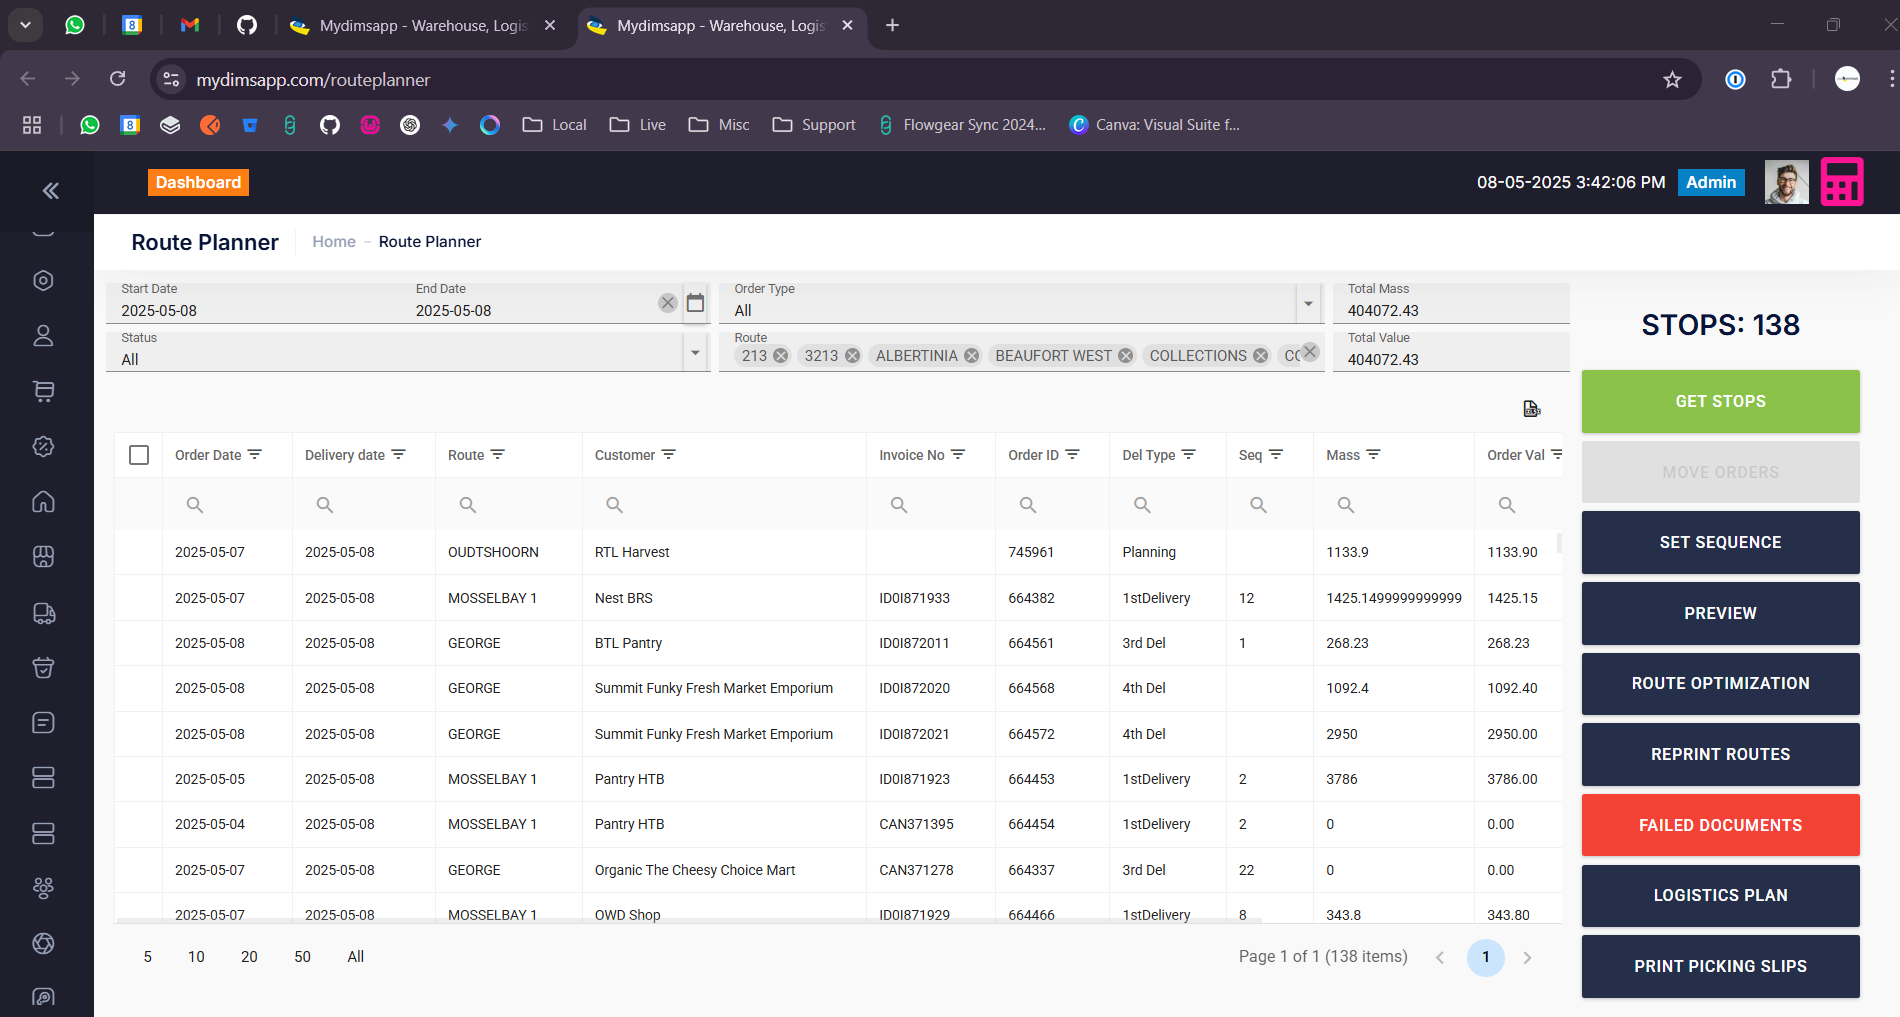 Mydimsapp - Warehouse, Logis
Mydimsapp - Warehouse, Logis
mydimsapp.com/routeplanner
Local
Live
Misc
Support
Flowgear Sync 2024...
Canva: Visual Suite f...
Dashboard
08-05-2025 3:42:06 PM Admin
Route Planner Home - Route Planner
Start Date End Date Order Type Total Mass
2025-05-08 2025-05-08 All 404072.43
Status Route Total Value
All 213 3213 ALBERTINIA BEAUFORT WEST COLLECTIONS CO 404072.43
STOPS: 138
Order Date Delivery date Route Customer Invoice No Order ID Del Type Seq Mass Order Val
2025-05-07 2025-05-08 OUDTSHOORN RTL Harvest 745961 Planning 1133.9 1133.90
2025-05-07 2025-05-08 MOSSELBAY 1 Nest BRS ID0I871933 664382 1stDelivery 12 1425.1499999999999 1425.15
2025-05-08 2025-05-08 GEORGE BTL Pantry ID0I872011 664561 3rd Del 1 268.23 268.23
2025-05-08 2025-05-08 GEORGE Summit Funky Fresh Market Emporium ID0I872020 664568 4th Del 1092.4 1092.40
2025-05-08 2025-05-08 GEORGE Summit Funky Fresh Market Emporium ID0I872021 664572 4th Del 2950 2950.00
2025-05-05 2025-05-08 MOSSELBAY 1 Pantry HTB ID0I871923 664453 1stDelivery 2 3786 3786.00
2025-05-04 2025-05-08 MOSSELBAY 1 Pantry HTB CAN371395 664454 1stDelivery 2 0 0.00
2025-05-07 2025-05-08 GEORGE Organic The Cheesy Choice Mart CAN371278 664337 3rd Del 22 0 0.00
2025-05-07 2025-05-08 MOSSELBAY 1 OWD Shop ID0I871929 664466 1stDelivery 8 343.8 343.80
5 10 20 50 All Page 1 of 1 (138 items) 1
GET STOPS
MOVE ORDERS
SET SEQUENCE
PREVIEW
ROUTE OPTIMIZATION
REPRINT ROUTES
FAILED DOCUMENTS
LOGISTICS PLAN
PRINT PICKING SLIPS